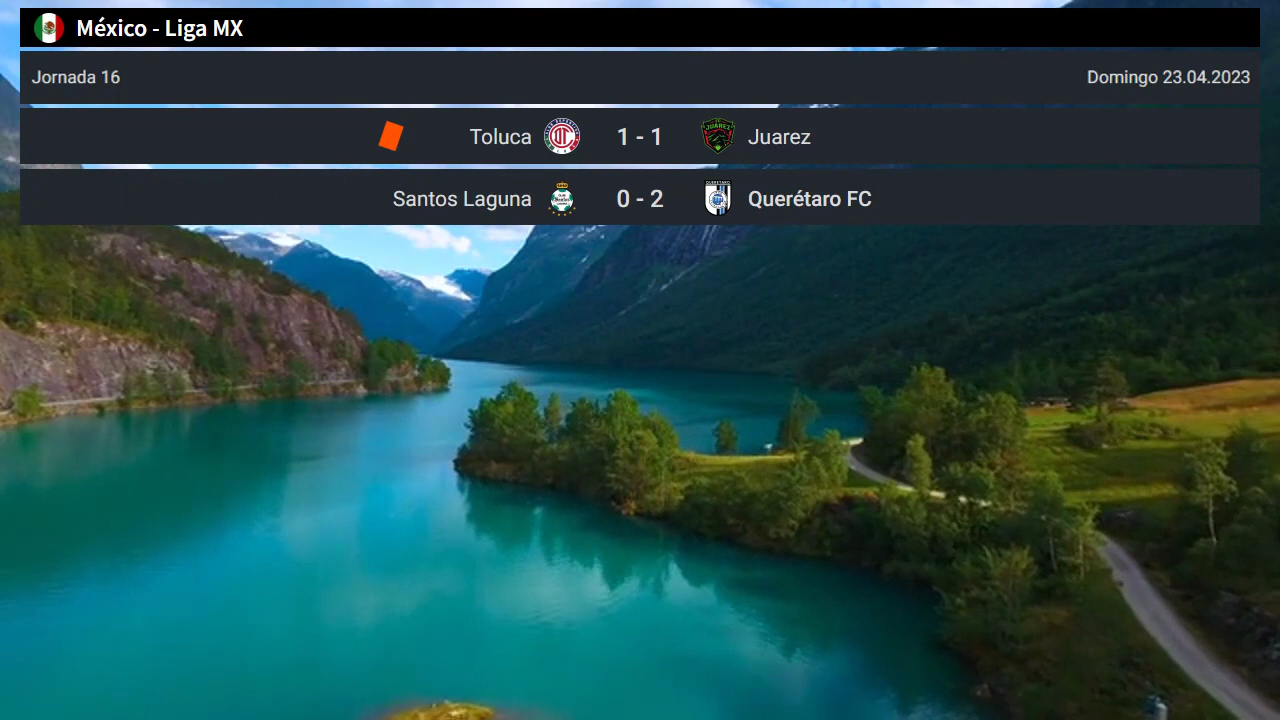 México - Liga MX
Jornada 16 Domingo 23.04.2023
Toluca 1 - 1 Juarez
Santos Laguna 0 - 2 Querétaro FC